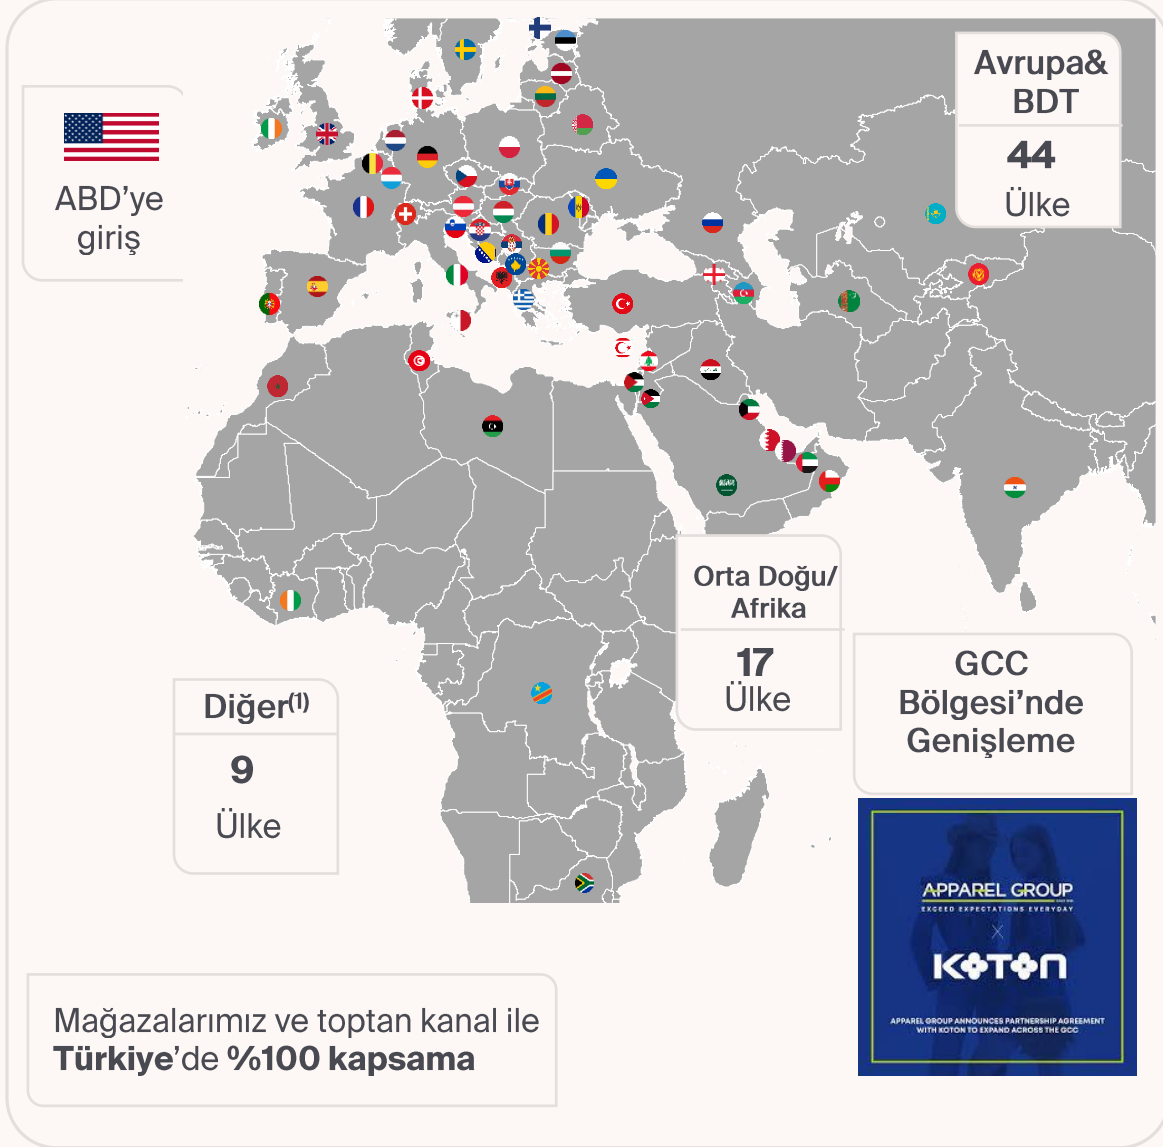 ABD’ye
giriş
Avrupa&
BDT
44
Ülke
Orta Doğu/
Afrika
17
Ülke
GCC
Bölgesi’nde
Genişleme
Diğer(1)
9
Ülke
APPAREL GROUP
EXCEED EXPECTATIONS EVERYDAY
X
KOTON
APPAREL GROUP ANNOUNCES PARTNERSHIP AGREEMENT
WITH KOTON TO EXPAND ACROSS THE GCC
Mağazalarımız ve toptan kanal ile
Türkiye’de %100 kapsama